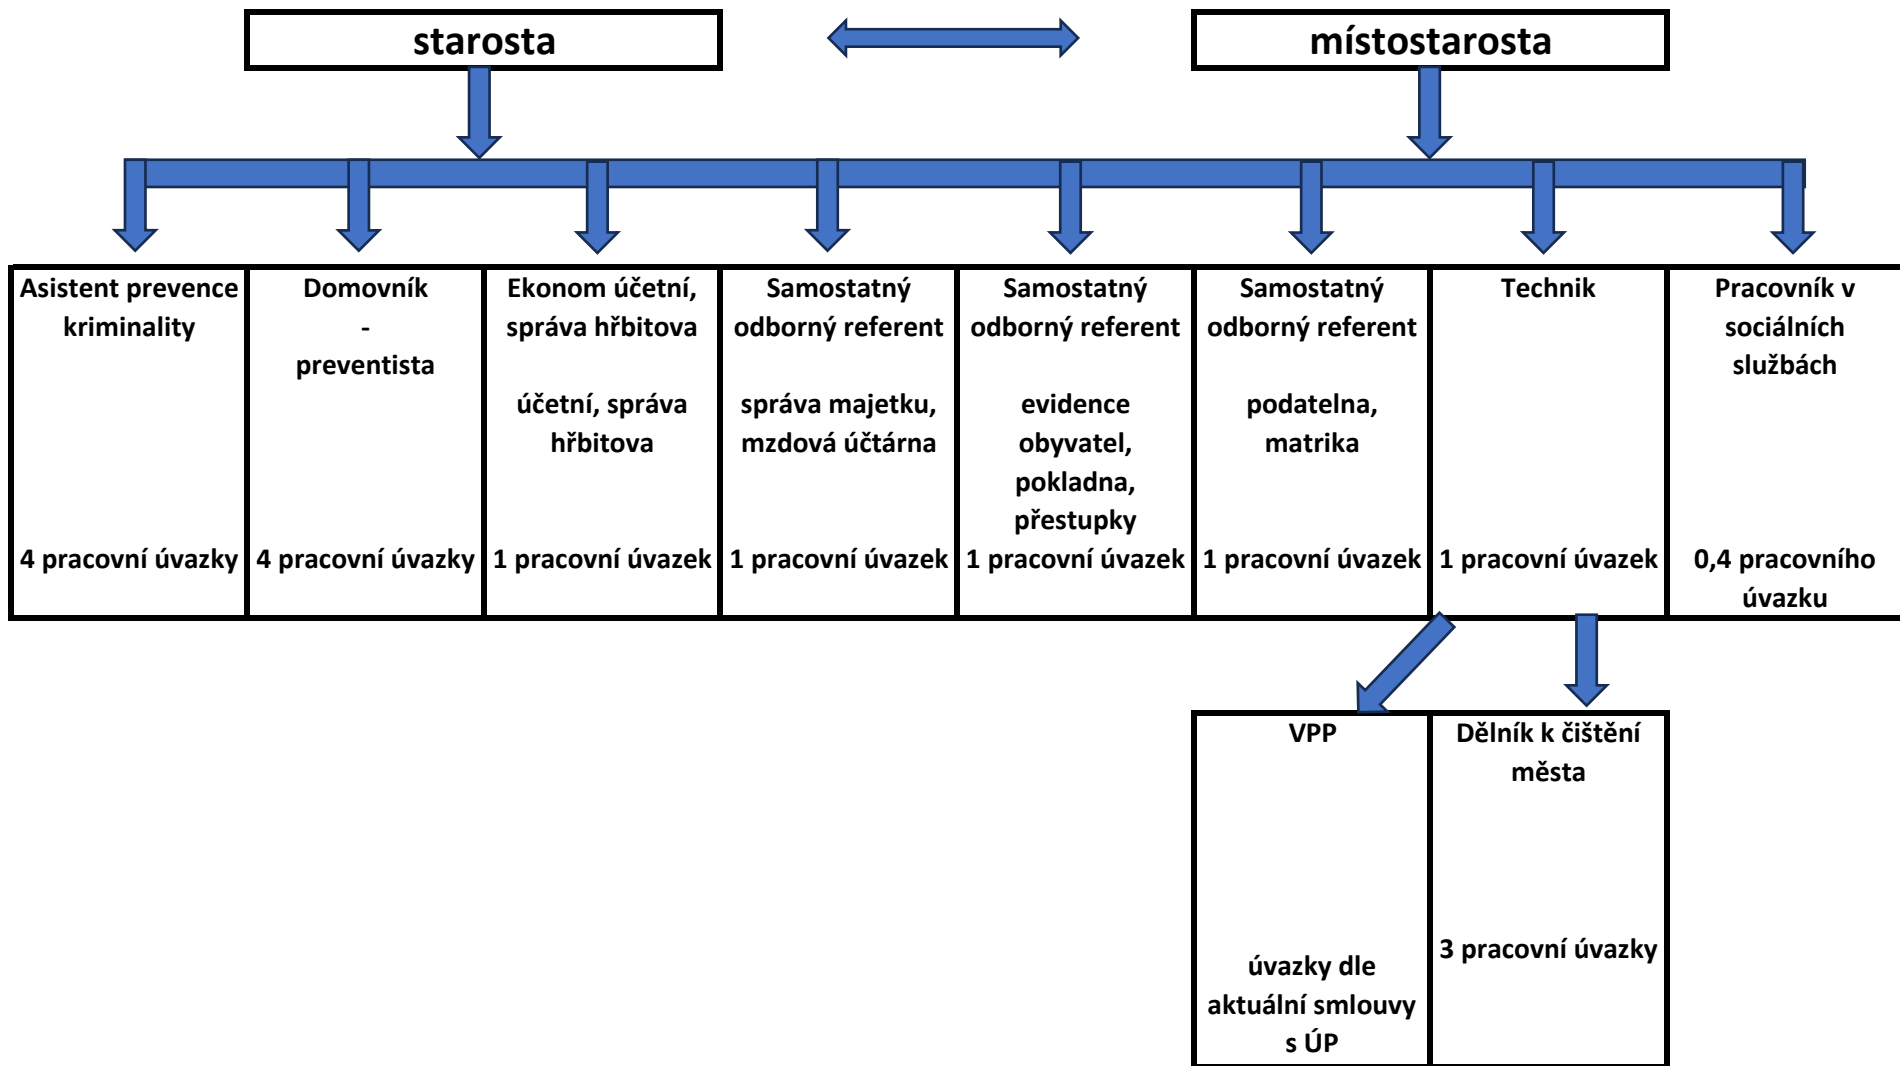 starosta
místostarosta
Asistent prevence
kriminality
4 pracovní úvazky
Domovník
-
preventista
4 pracovní úvazky
Ekonom účetní,
správa hřbitova
účetní, správa
hřbitova
1 pracovní úvazek
Samostatný
odborný referent
správa majetku,
mzdová účtárna
1 pracovní úvazek
Samostatný
odborný referent
evidence
obyvatel,
pokladna,
přestupky
1 pracovní úvazek
Samostatný
odborný referent
podatelna,
matrika
1 pracovní úvazek
Technik
1 pracovní úvazek
Pracovník v
sociálních
službách
0,4 pracovního
úvazku
VPP
úvazky dle
aktuální smlouvy
s ÚP
Dělník k čištění
města
3 pracovní úvazky